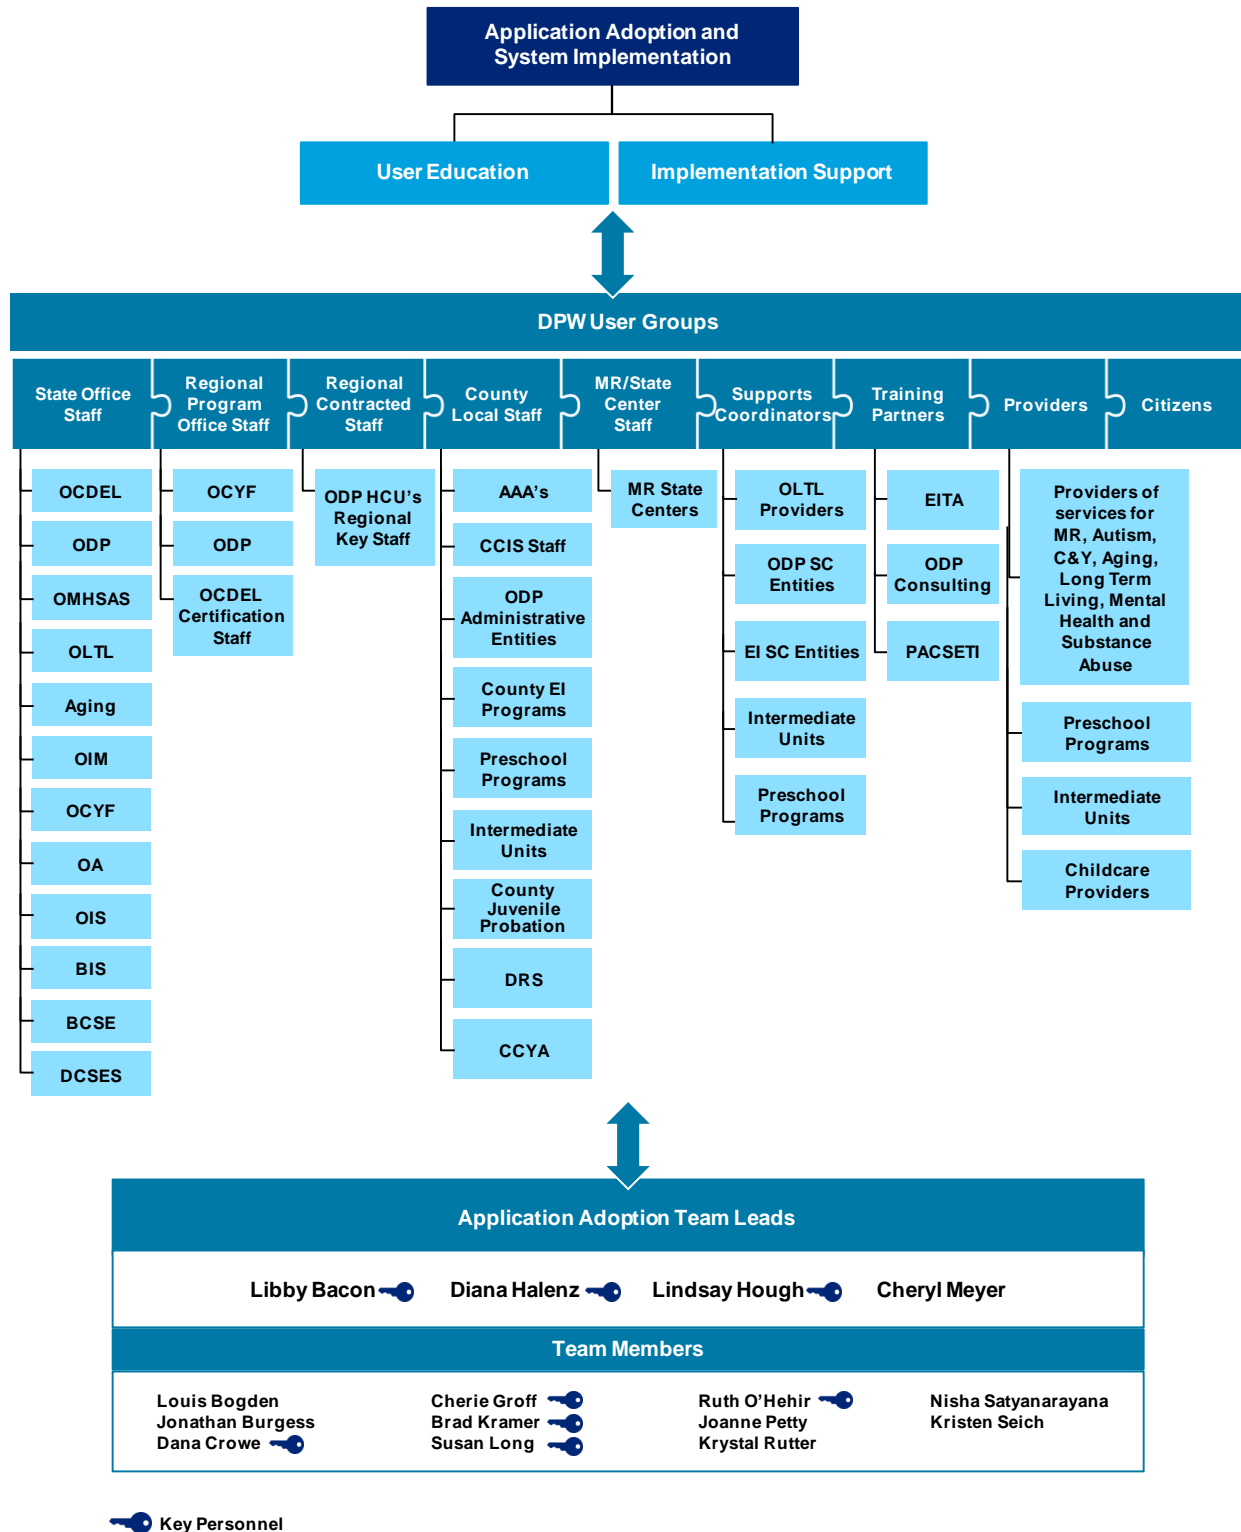 Application Adoption and
System Implementation
User Education
Implementation Support
DPW User Groups
State Office
Staff
Regional
Program
Office Staff
Regional
Contracted
Staff
County
Local Staff
MR/State
Center
Staff
Supports
Coordinators
Training
Partners
Providers
Citizens
OCDEL
ODP
OMHSAS
OLTL
Aging
OIM
OCYF
OA
OIS
BIS
BCSE
DCSES
OCYF
ODP
OCDEL
Certification
Staff
ODP HCU's
Regional
Key Staff
AAA's
CCIS Staff
ODP
Administrative
Entities
County EI
Programs
Preschool
Programs
Intermediate
Units
County
Juvenile
Probation
DRS
CCYA
MR State
Centers
OLTL
Providers
ODP SC
Entities
EI SC Entities
Intermediate
Units
Preschool
Programs
EITA
ODP
Consulting
PACSETI
Providers of
services for
MR, Autism,
C&Y, Aging,
Long Term
Living, Mental
Health and
Substance
Abuse
Preschool
Programs
Intermediate
Units
Childcare
Providers
Application Adoption Team Leads
Libby Bacon
Diana Halenz
Lindsay Hough
Cheryl Meyer
Team Members
Louis Bogden
Jonathan Burgess
Dana Crowe
Cherie Groff
Brad Kramer
Susan Long
Ruth O'Hehir
Joanne Petty
Krystal Rutter
Nisha Satyanarayana
Kristen Seich
Key Personnel